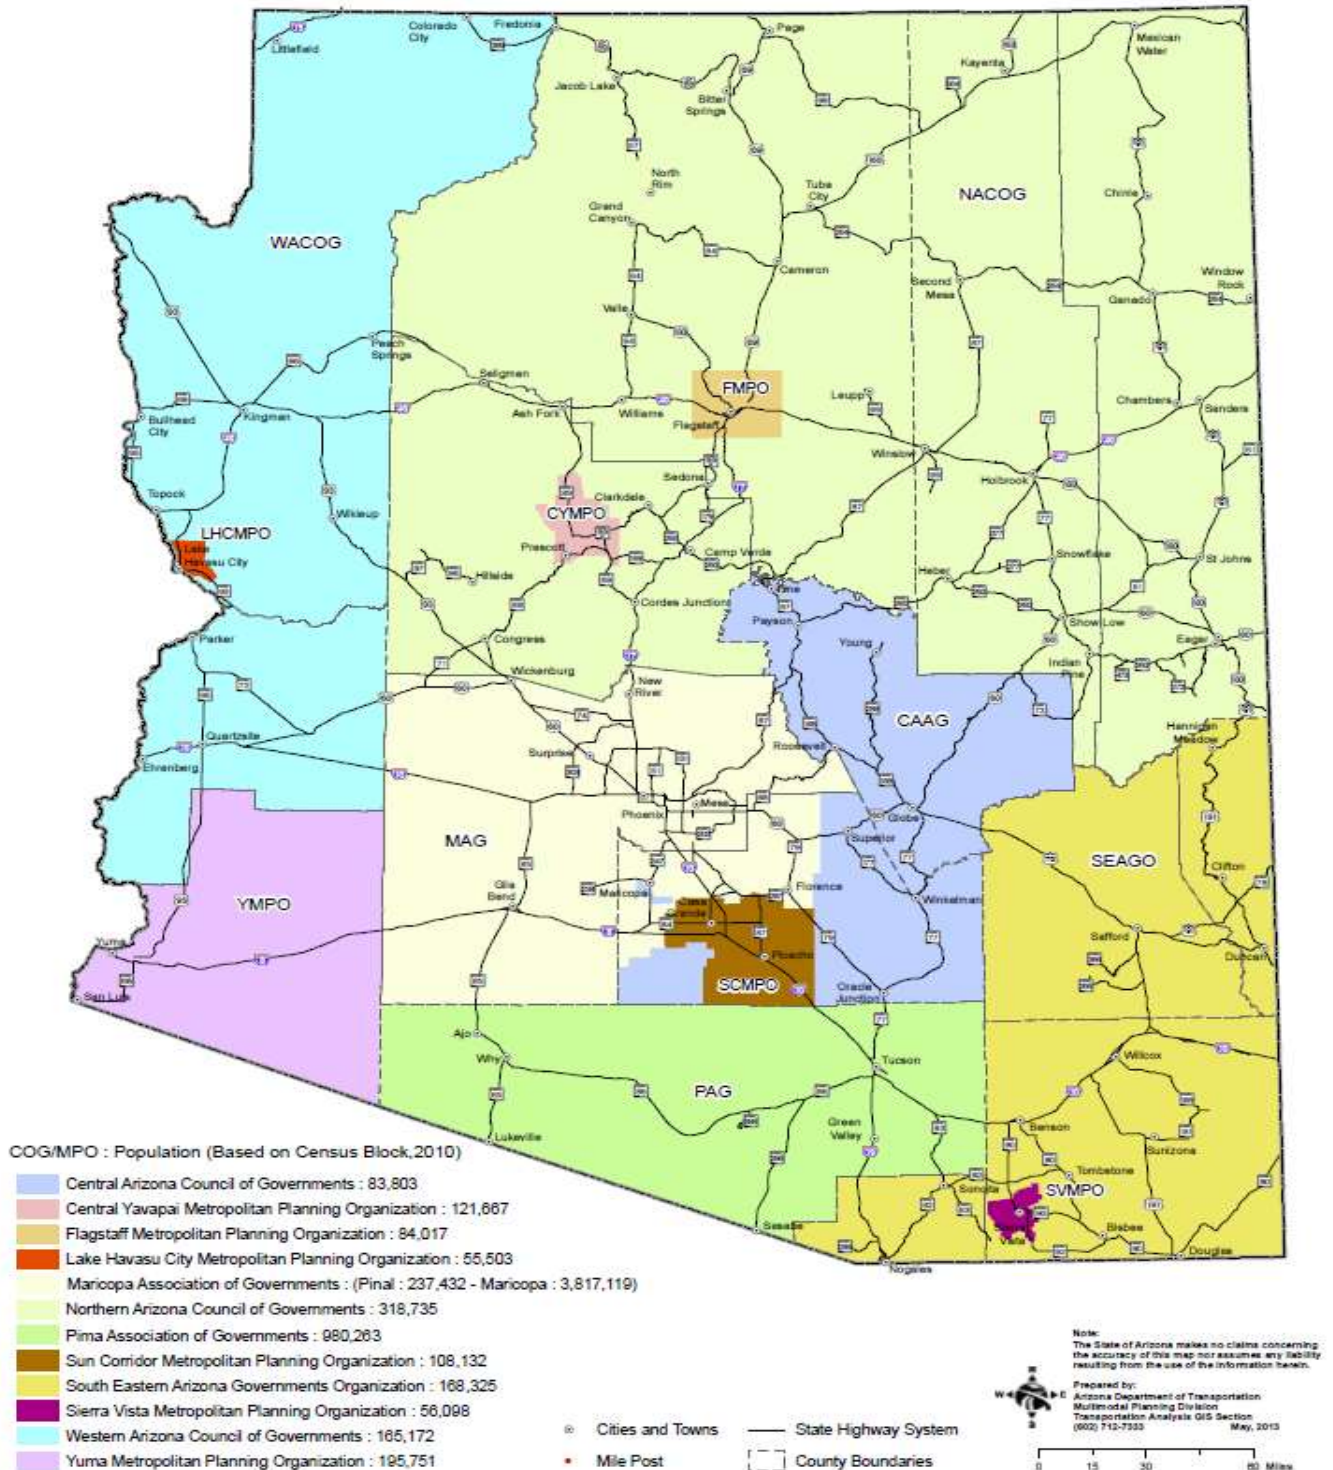 Colorado
City
Fredonia
Littlefield
Page
Mexican
Water
Kayenta
Jacob Lake
Bitter
Springs
North
Rim
Tuba
City
Chinle
NACOG
Grand
Canyon
WACOG
Cameron
Second
Mesa
Window
Rock
Ganado
Valle
Peach
Springs
Seligman
FMPO
Leupp
Chambers
Sanders
Ash Fork
Williams
Kingman
Bullhead
City
Flagstaff
Winslow
Holbrook
Sedona
Clarkdale
Topock
Wikieup
CYMPO
LHCMPO
Lake
Havasu City
Prescott
Camp Verde
Snowflake
St Johns
Hillside
Heber
Cordes Junction
Payson
Young
Show Low
Eager
Parker
Congress
Indian
Pine
Wickenburg
New
River
CAAG
Hannigan
Meadow
Quartzsite
Surprise
Roosevelt
Ehrenberg
Mesa
Phoenix
Globe
Superior
MAG
SEAGO
Clifton
Gila
Bend
Maricopa
Florence
Winkelman
YMPO
Casa
Grande
Safford
Duncan
Yuma
Picacho
SCMPO
Oracle
Junction
San Luis
Ajo
Why
Tucson
Willcox
PAG
Green
Valley
Benson
Lukeville
Sunizona
Tombstone
Sonoita
SVMPO
Sierra
Vista
Bisbee
Sasabe
Douglas
Nogales
COG/MPO : Population (Based on Census Block,2010)
Central Arizona Council of Governments : 83,803
Central Yavapai Metropolitan Planning Organization : 121,667
Flagstaff Metropolitan Planning Organization : 84,017
Lake Havasu City Metropolitan Planning Organization : 55,503
Maricopa Association of Governments : (Pinal : 237,432 - Maricopa : 3,817,119)
Northern Arizona Council of Governments : 318,735
Pima Association of Governments : 980,263
Sun Corridor Metropolitan Planning Organization : 108,132
South Eastern Arizona Governments Organization : 168,325
Sierra Vista Metropolitan Planning Organization : 56,098
Western Arizona Council of Governments : 165,172
Yuma Metropolitan Planning Organization : 195,751
Cities and Towns
Mile Post
State Highway System
County Boundaries
Note:
The State of Arizona makes no claims concerning
the accuracy of this map nor assumes any liability
resulting from the use of the information herein.
Prepared by:
Arizona Department of Transportation
Multimodal Planning Division
Transportation Analysis GIS Section
(602) 712-7333 May, 2013
N
W E
S
0 15 30 60 Miles